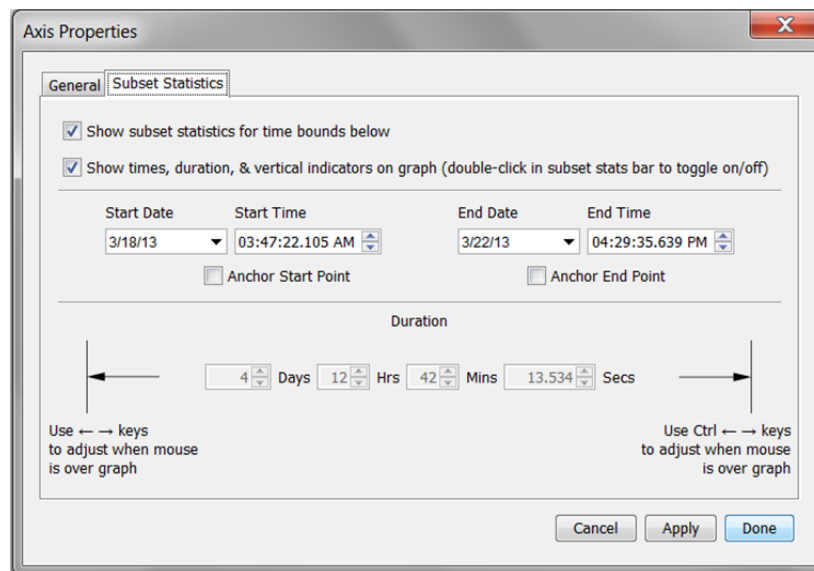 Axis Properties
General Subset Statistics
Show subset statistics for time bounds below
Show times, duration, & vertical indicators on graph (double-click in subset stats bar to toggle on/off)
Start Date Start Time End Date End Time
3/18/13 03:47:22.105 AM 3/22/13 04:29:35.639 PM
Anchor Start Point Anchor End Point
Duration
4 Days 12 Hrs 42 Mins 13.534 Secs
Use ← → keys
to adjust when mouse
is over graph
Use Ctrl ← → keys
to adjust when mouse
is over graph
Cancel Apply Done